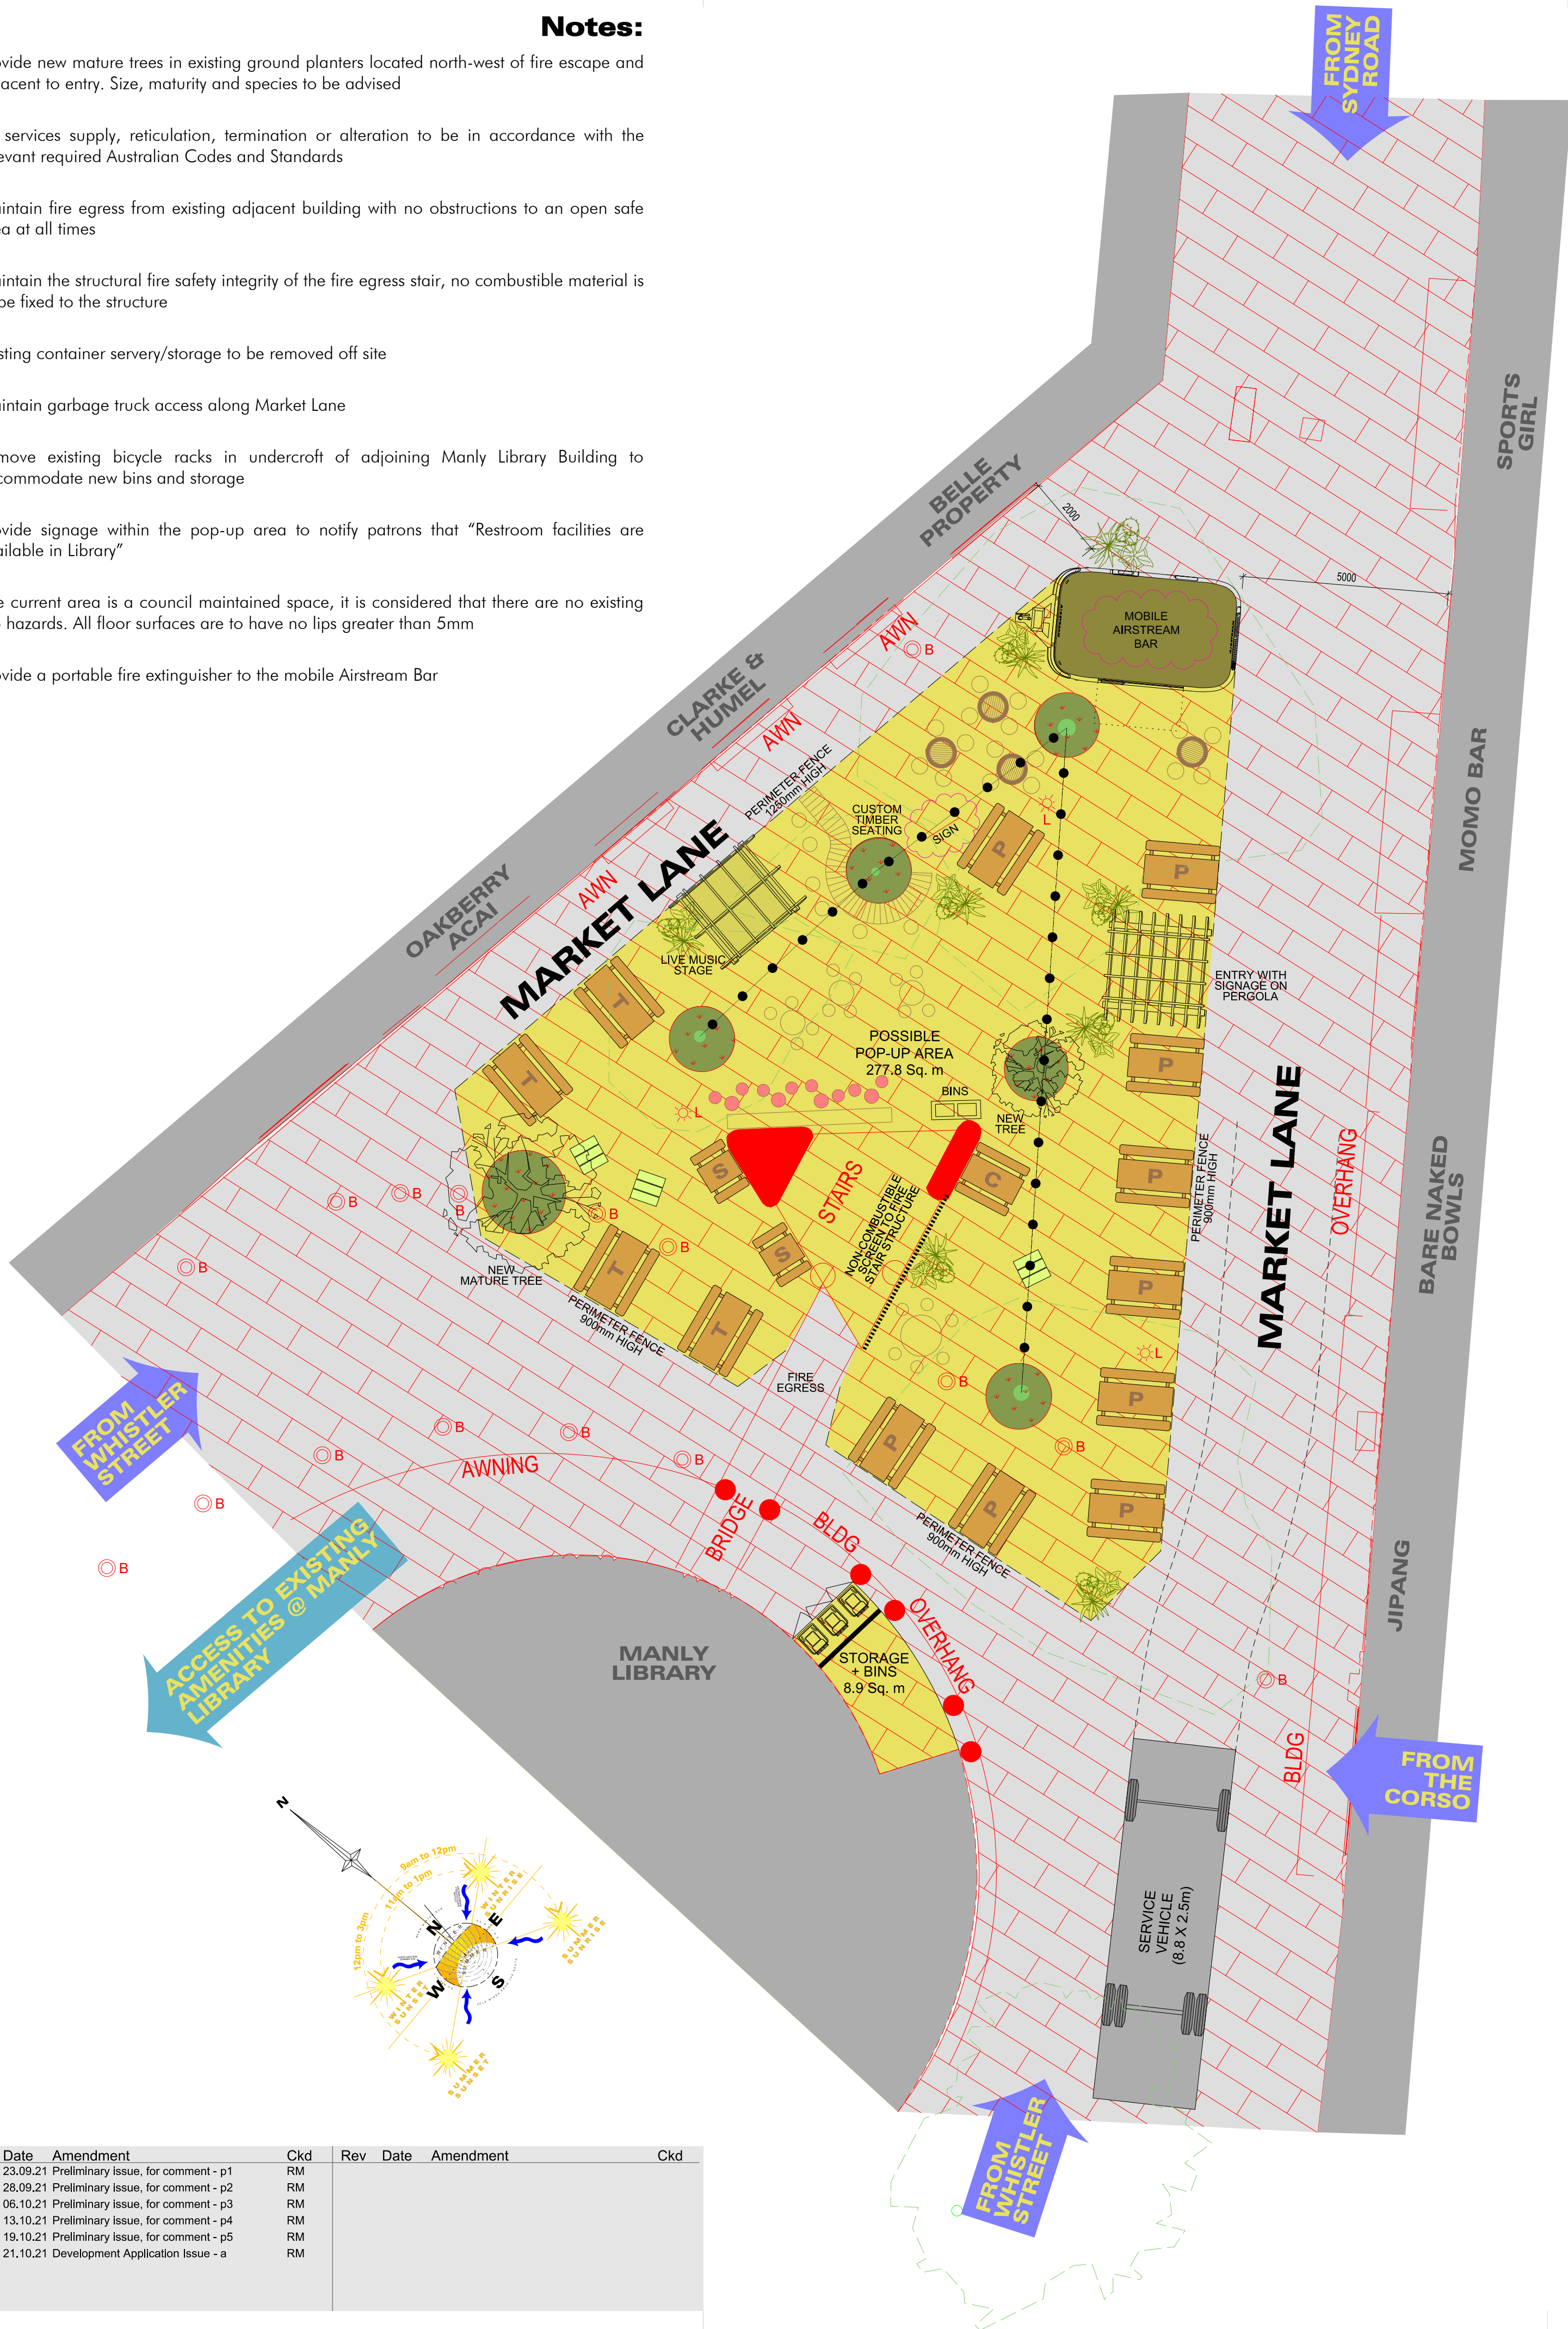 Notes:
ovide new mature trees in existing ground planters located north-west of fire escape and
acent to entry. Size, maturity and species to be advised
services supply, reticulation, termination or alteration to be in accordance with the
evant required Australian Codes and Standards
intain fire egress from existing adjacent building with no obstructions to an open safe
ea at all times
intain the structural fire safety integrity of the fire egress stair, no combustible material is
be fixed to the structure
sting container servery/storage to be removed off site
intain garbage truck access along Market Lane
move existing bicycle racks in undercroft of adjoining Manly Library Building to
commodate new bins and storage
ovide signage within the pop-up area to notify patrons that “Restroom facilities are
ailable in Library”
e current area is a council maintained space, it is considered that there are no existing
hazards. All floor surfaces are to have no lips greater than 5mm
ovide a portable fire extinguisher to the mobile Airstream Bar
FROM
SYDNEY
ROAD
SPORTS
GIRL
BELLE
PROPERTY
2000
5000
MOBILE
AIRSTREAM
BAR
AWN
B
CLARKE &
HUMEL
AWN
PERIMETER FENCE
1250mm HIGH
MOMO BAR
CUSTOM
TIMBER
SEATING
SIGN
L
P
P
OAKBERRY
ACAI
AWN
MARKET LANE
LIVE MUSIC
STAGE
T
T
ENTRY WITH
SIGNAGE ON
PERGOLA
POSSIBLE
POP-UP AREA
277.8 Sq. m
P
BINS
NEW
TREE
L
MARKET LANE
OVERHANG
PERIMETER FENCE
900mm HIGH
BARE NAKED
BOWLS
S
STAIRS
C
P
NON-COMBUSTIBLE
SCREEN TO FIRE
STAIR STRUCTURE
S
B
B
B
B
B
B
NEW
MATURE TREE
T
T
P
PERIMETER FENCE
900mm HIGH
L
FIRE
EGRESS
B
P
FROM
WHISTLER
STREET
B
B
B
B
B
B
AWNING
P
B
P
P
BRIDGE
BLDG
OVERHANG
PERIMETER FENCE
900mm HIGH
JIPANG
B
ACCESS TO EXISTING
AMENITIES @ MANLY
LIBRARY
MANLY
LIBRARY
STORAGE
+ BINS
8.9 Sq. m
B
BLDG
FROM
THE
CORSO
N
9am to 12pm
11am to 1pm
12pm to 3pm
WINTER
SUNRISE
SUMMER
SUNRISE
N
E
W
S
WINTER
SUNSET
SUMMER
SUNSET
SERVICE
VEHICLE
(8.8 X 2.5m)
FROM
WHISTLER
STREET
Date Amendment Ckd Rev Date Amendment Ckd
23.09.21 Preliminary issue, for comment - p1 RM
28.09.21 Preliminary issue, for comment - p2 RM
06.10.21 Preliminary issue, for comment - p3 RM
13.10.21 Preliminary issue, for comment - p4 RM
19.10.21 Preliminary issue, for comment - p5 RM
21.10.21 Development Application Issue - a RM